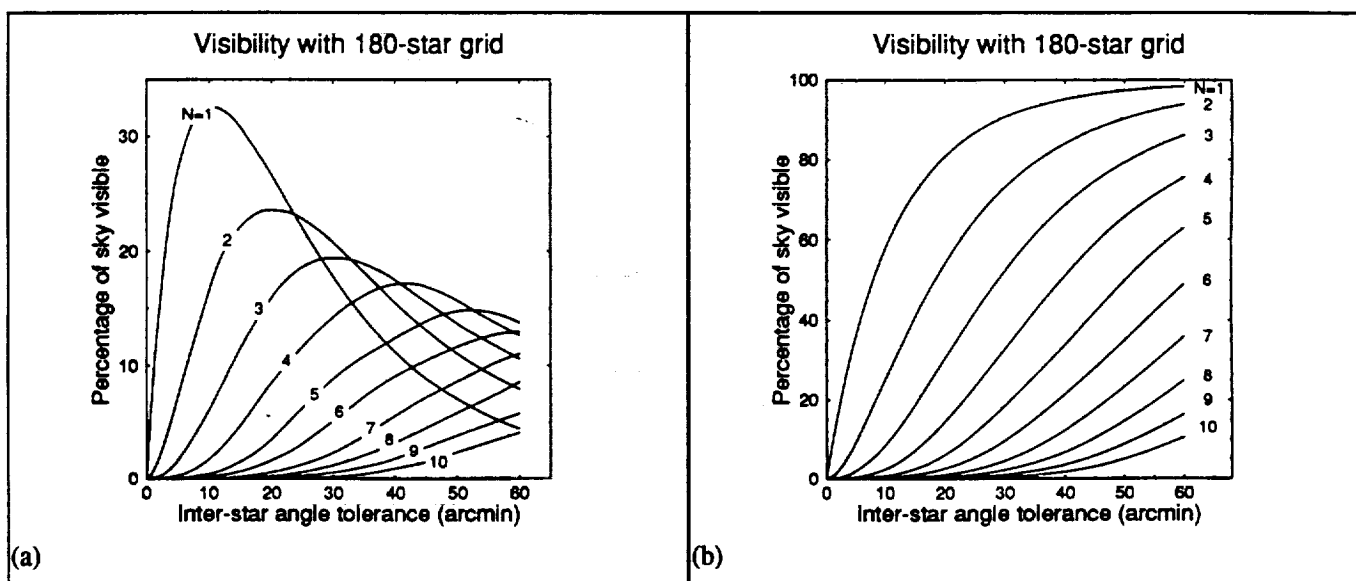 Visibility with 180-star grid
Percentage of sky visible
30
20
10
0
N=1
2
3
4
5
6
7
8
9
10
0 10 20 30 40 50 60
Inter-star angle tolerance (arcmin)
(a)
Visibility with 180-star grid
Percentage of sky visible
100
80
60
40
20
0
N=1
2
3
4
5
6
7
8
9
10
0 10 20 30 40 50 60
Inter-star angle tolerance (arcmin)
(b)